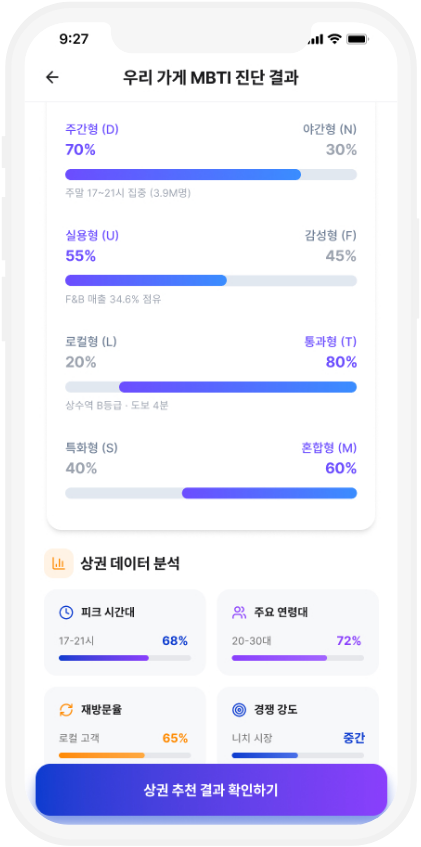 9:27
우리 가게 MBTI 진단 결과
주간형 (D) 야간형 (N)
70% 30%
주말 17~21시 집중 (3.9M명)
실용형 (U) 감성형 (F)
55% 45%
F&B 매출 34.6% 점유
로컬형 (L) 통과형 (T)
20% 80%
상수역 B등급 · 도보 4분
특화형 (S) 혼합형 (M)
40% 60%
상권 데이터 분석
피크 시간대 주요 연령대
17-21시 68% 20-30대 72%
재방문율 경쟁 강도
로컬 고객 65% 니치 시장 중간
상권 추천 결과 확인하기